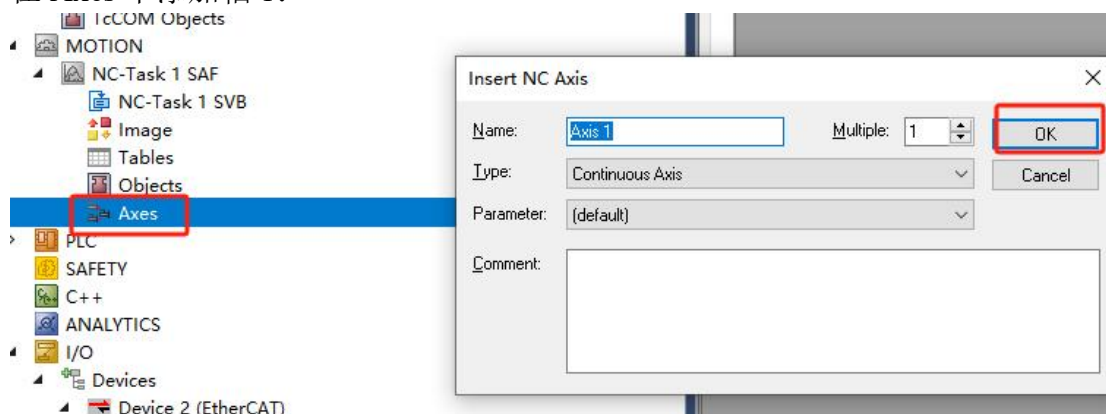 TcCOM Objects
MOTION
NC-Task 1 SAF
NC-Task 1 SVB
Image
Tables
Objects
Axes
PLC
SAFETY
C++
ANALYTICS
I/O
Devices
Device 2 (EtherCAT)
Insert NC Axis
Name: Axis 1 Multiple: 1 OK
Type: Continuous Axis Cancel
Parameter: (default)
Comment: